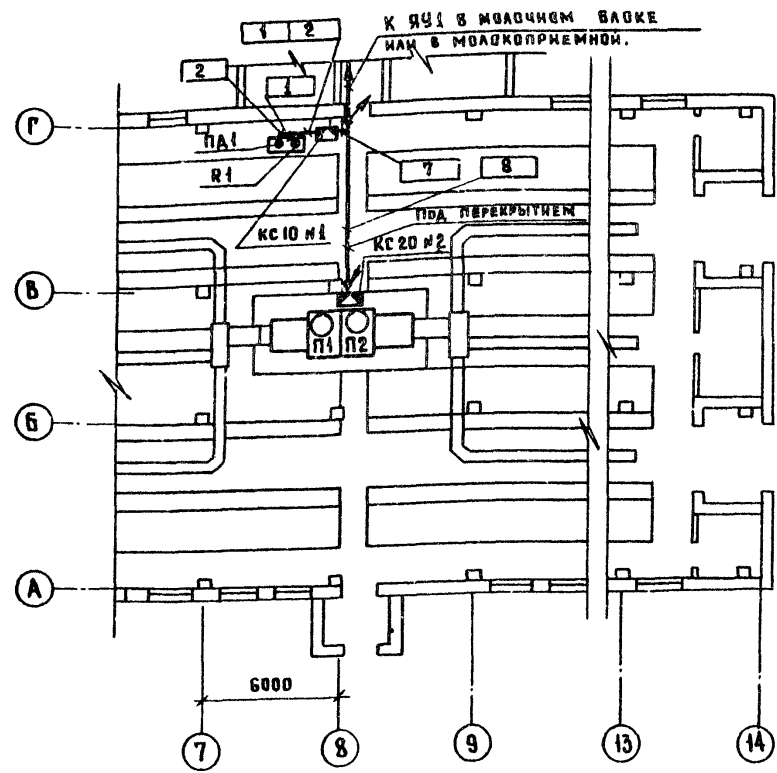 1 2
К ЯУ1 В МОЛОЧНОМ БЛОКЕ
ИЛИ В МОЛОКОПРИЕМНОЙ.
2
1
Г
ПД1
R1
7
8
ПОД ПЕРЕКРЫТИЕМ
КС10 №1
КС20 №2
В
П1 П2
Б
А
6000
7
8
9
13
14